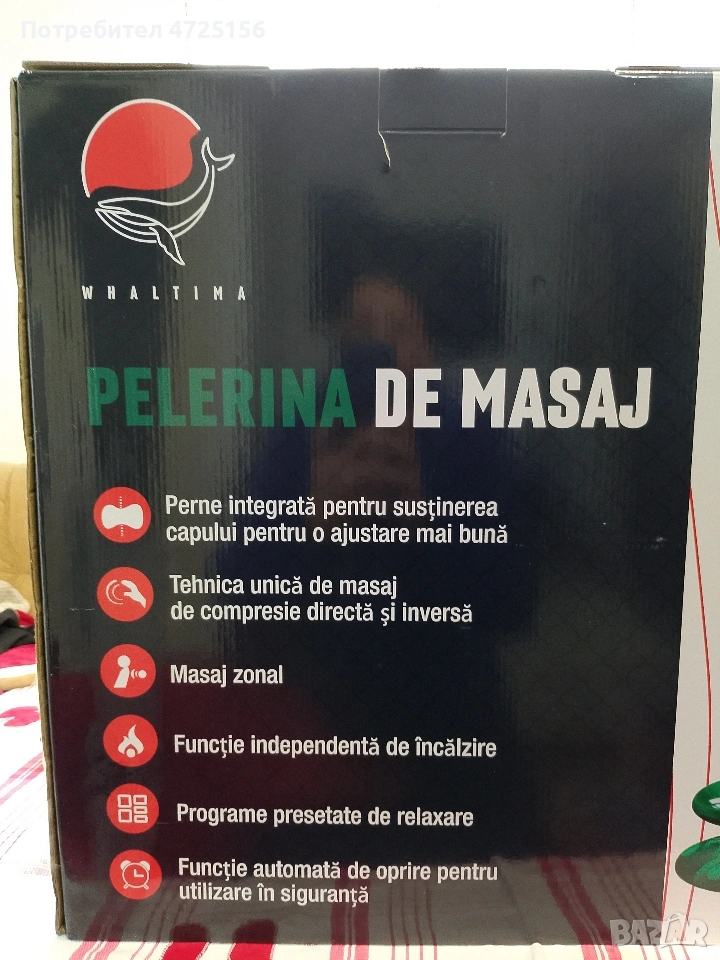 Потребител 4725156
WHALTIMA
PELERINA DE MASAJ
Perne integrată pentru susținerea
capului pentru o ajustare mai bună
Tehnica unică de masaj
de compresie directă și inversă
Masaj zonal
Funcție independentă de încălzire
Programe presetate de relaxare
Funcție automată de oprire pentru
utilizare în siguranță
BAZAR